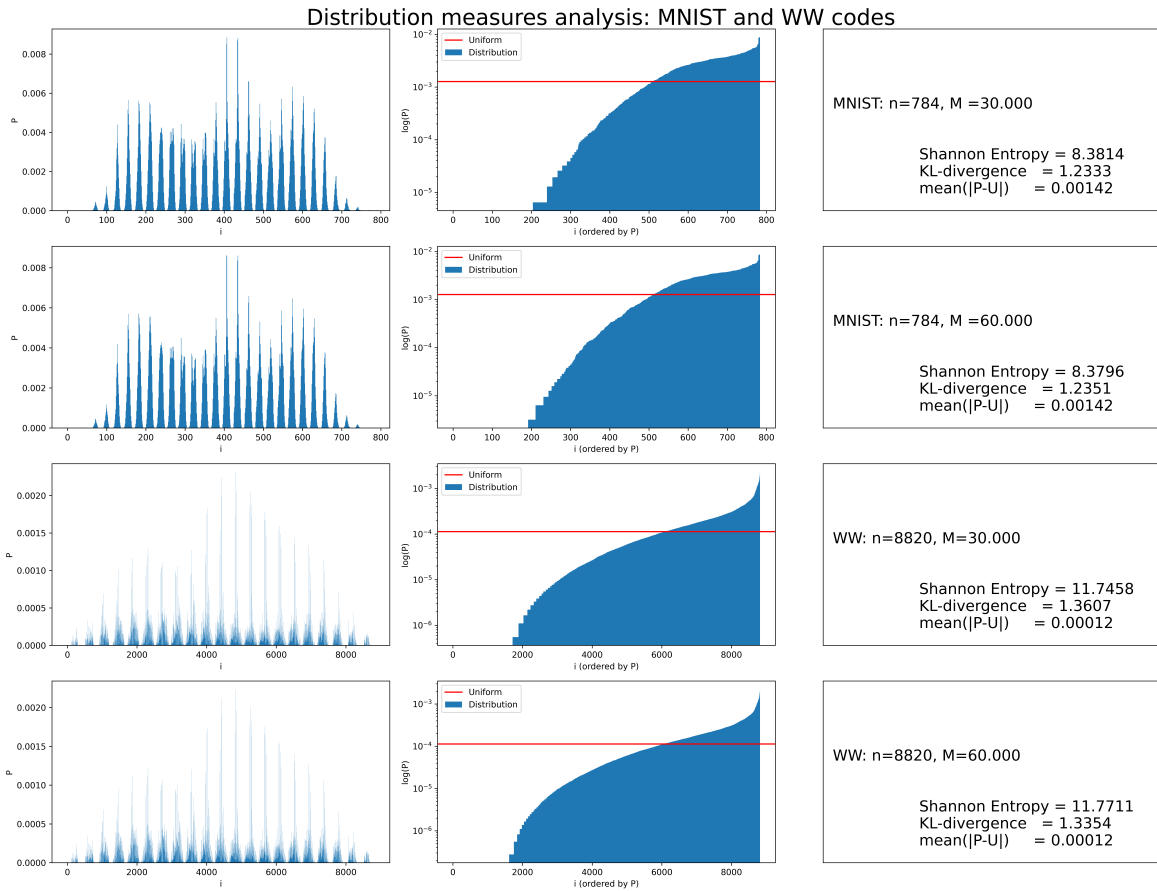 Distribution measures analysis: MNIST and WW codes
P
0.008
0.006
0.004
0.002
0.000
0 100 200 300 400 500 600 700 800
i
log(P)
10⁻²
10⁻³
10⁻⁴
10⁻⁵
Uniform
Distribution
0 100 200 300 400 500 600 700 800
i (ordered by P)
MNIST: n=784, M =30.000
Shannon Entropy = 8.3814
KL-divergence = 1.2333
mean(|P-U|) = 0.00142
P
0.008
0.006
0.004
0.002
0.000
0 100 200 300 400 500 600 700 800
i
log(P)
10⁻²
10⁻³
10⁻⁴
10⁻⁵
Uniform
Distribution
0 100 200 300 400 500 600 700 800
i (ordered by P)
MNIST: n=784, M =60.000
Shannon Entropy = 8.3796
KL-divergence = 1.2351
mean(|P-U|) = 0.00142
P
0.0020
0.0015
0.0010
0.0005
0.0000
0 2000 4000 6000 8000
i
log(P)
10⁻³
10⁻⁴
10⁻⁵
10⁻⁶
Uniform
Distribution
0 2000 4000 6000 8000
i (ordered by P)
WW: n=8820, M=30.000
Shannon Entropy = 11.7458
KL-divergence = 1.3607
mean(|P-U|) = 0.00012
P
0.0020
0.0015
0.0010
0.0005
0.0000
0 2000 4000 6000 8000
i
log(P)
10⁻³
10⁻⁴
10⁻⁵
10⁻⁶
Uniform
Distribution
0 2000 4000 6000 8000
i (ordered by P)
WW: n=8820, M=60.000
Shannon Entropy = 11.7711
KL-divergence = 1.3354
mean(|P-U|) = 0.00012